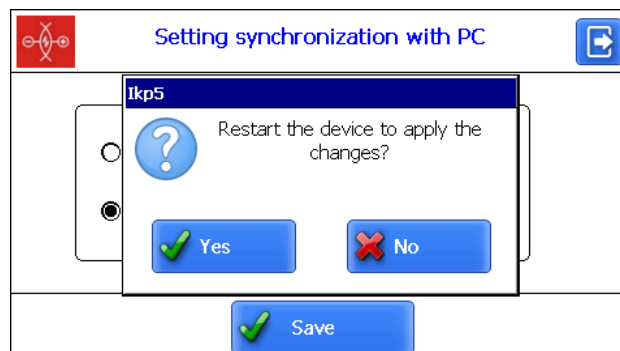 Setting synchronization with PC
Ikp5
Restart the device to apply the
changes?
Yes
No
Save